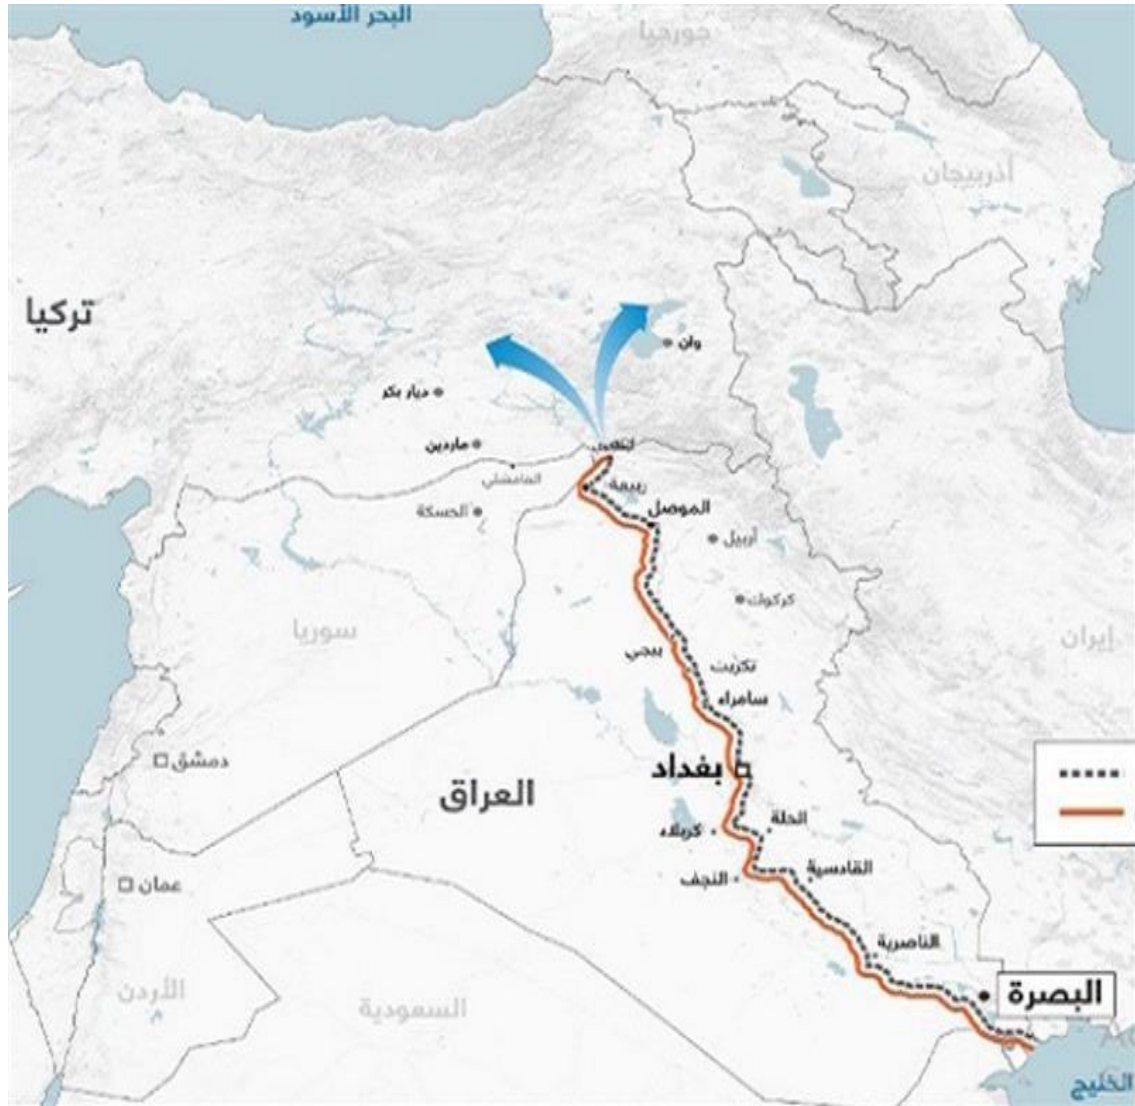 البحر الأسود
جورجيا
أذربيجان
تركيا
وان
ديار بكر
ماردين
القامشلي
ربيعة
الحسكة
الموصل
أربيل
كركوك
سوريا
إيران
بيجي
تكريت
سامراء
دمشق
بغداد
العراق
الحلة
كربلاء
القادسية
النجف
عمان
الناصرية
الأردن
السعودية
البصرة
الخليج